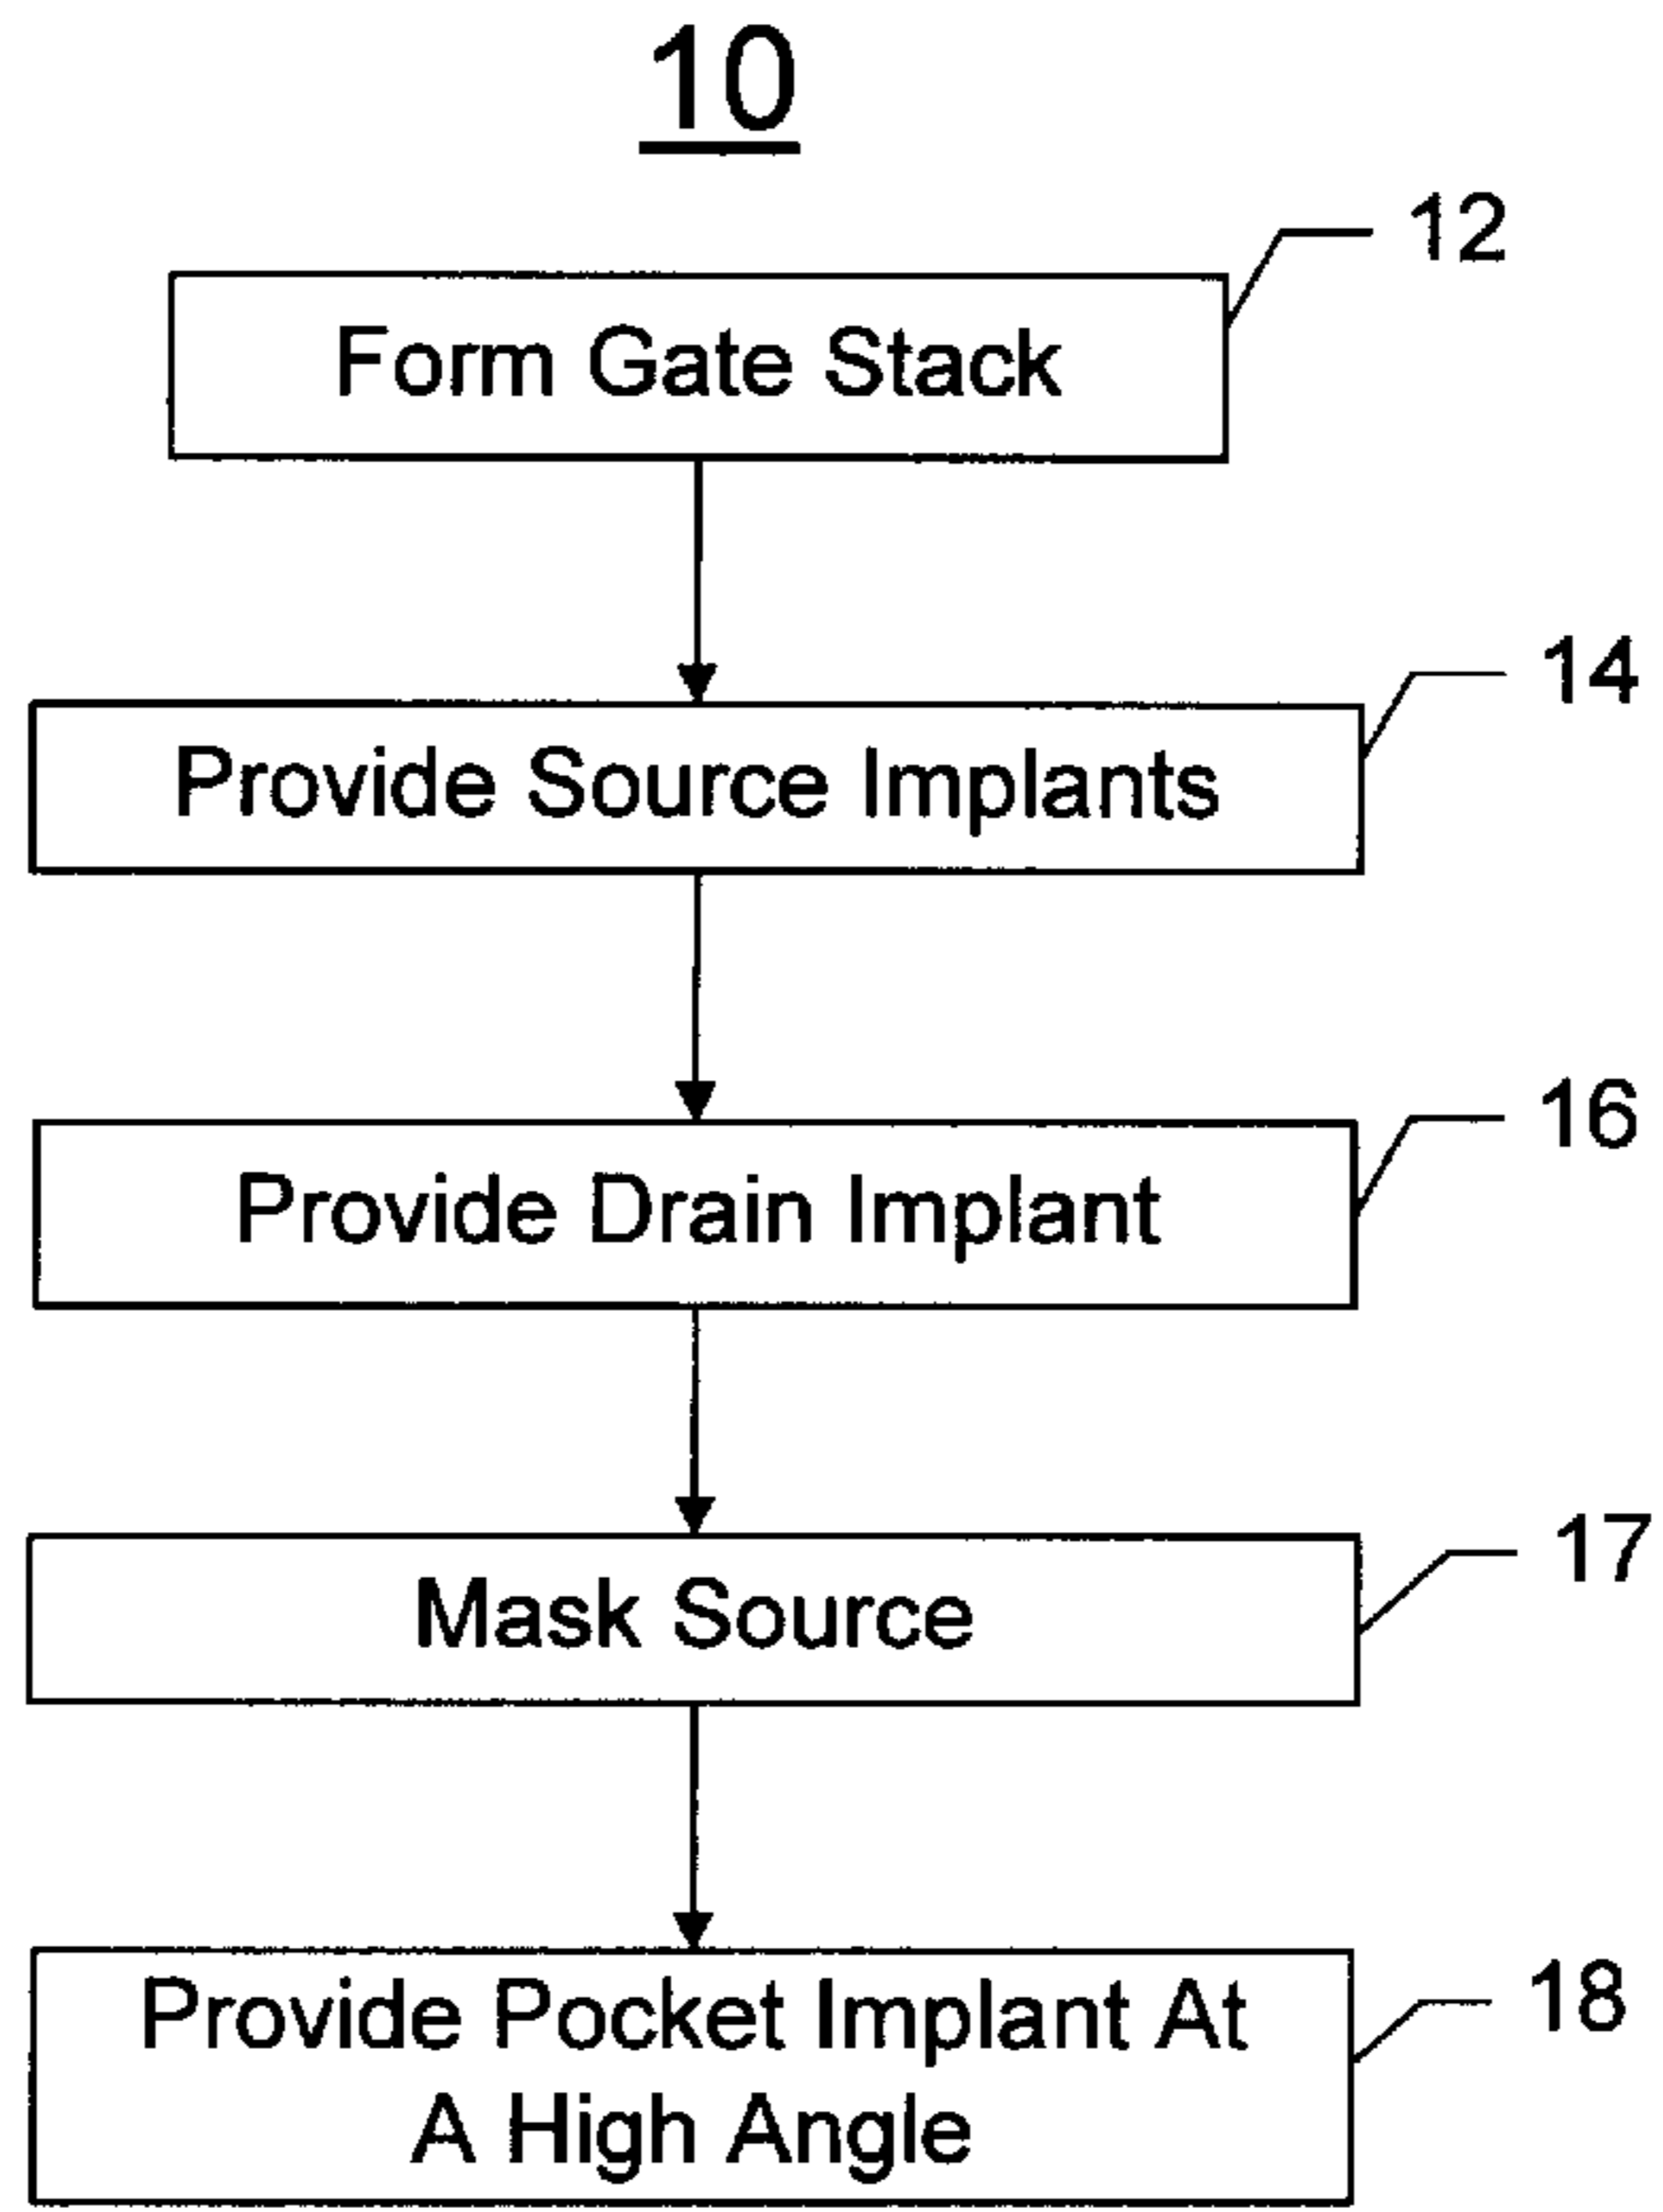 10
12
Form Gate Stack
14
Provide Source Implants
16
Provide Drain Implant
17
Mask Source
18
Provide Pocket Implant At
A High Angle